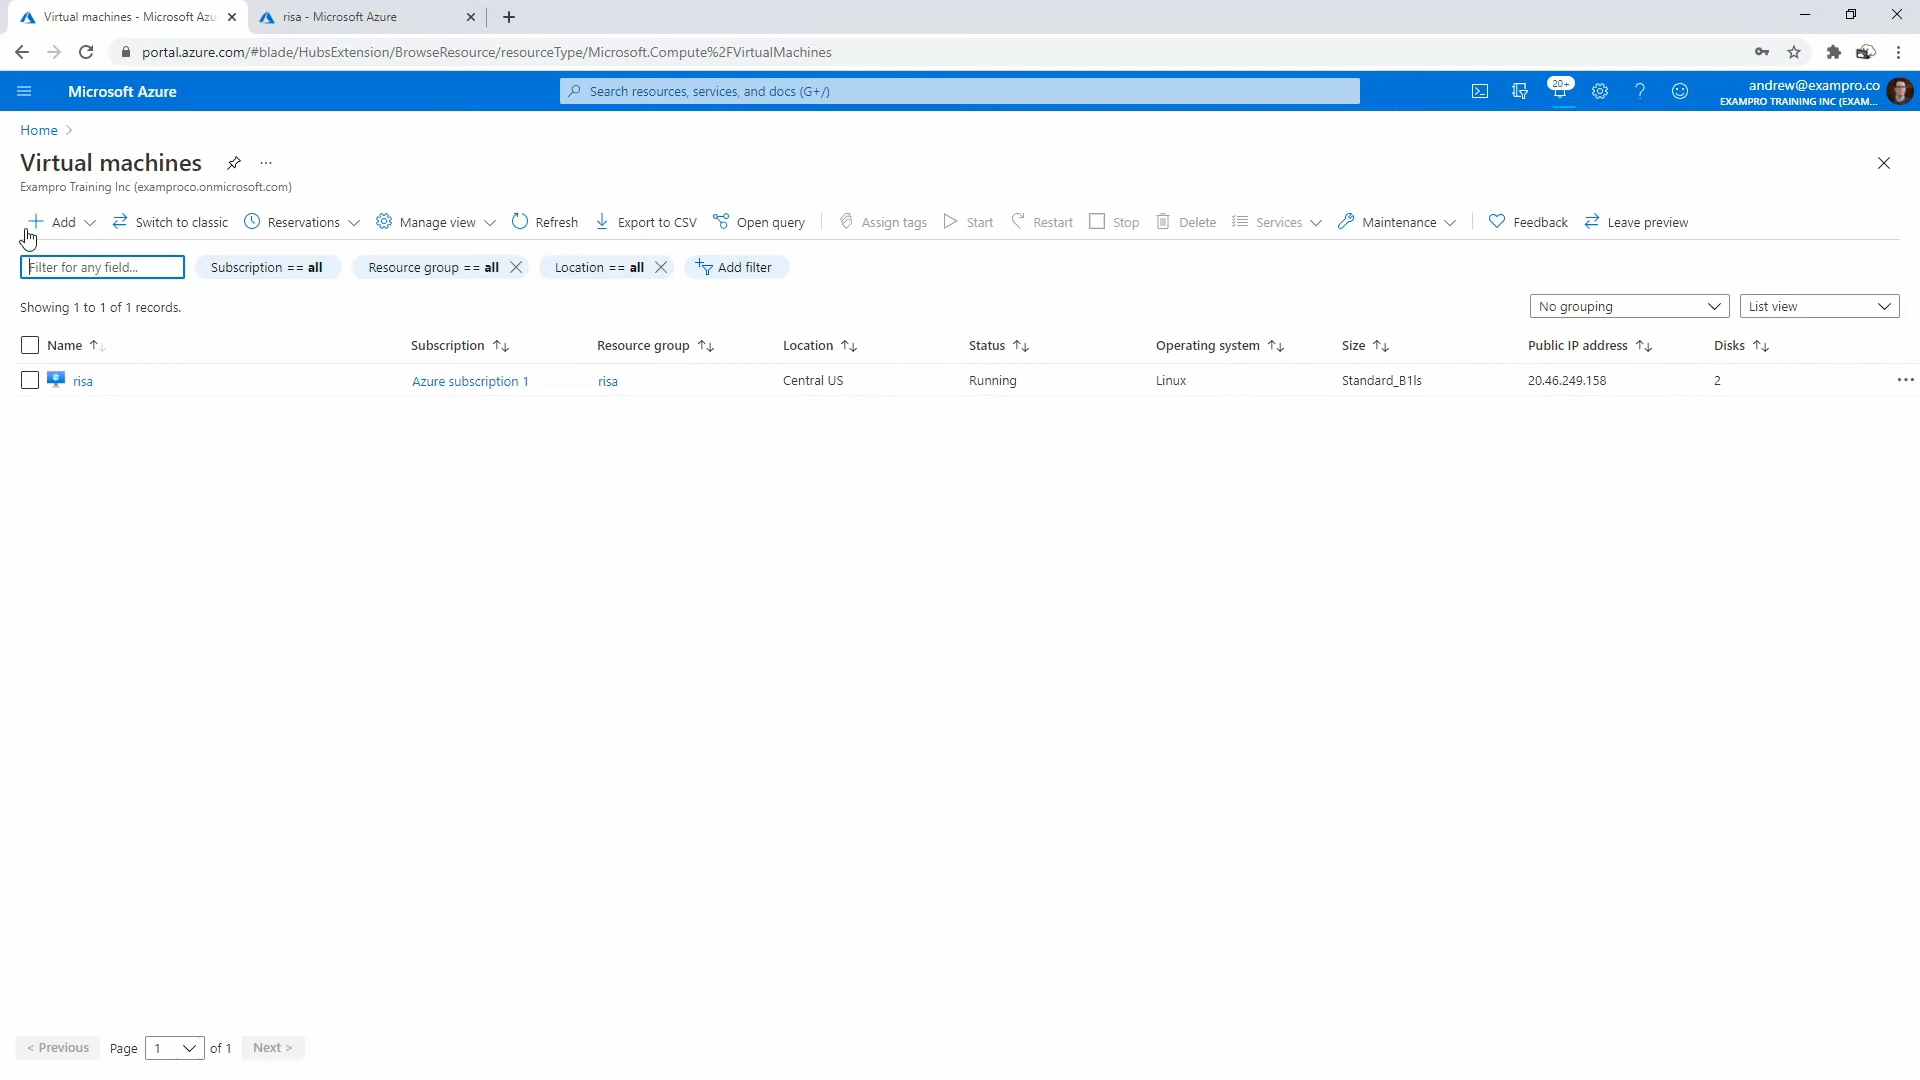 Virtual machines - Microsoft Azu
risa - Microsoft Azure
portal.azure.com/#blade/HubsExtension/BrowseResource/resourceType/Microsoft.Compute%2FVirtualMachines
Microsoft Azure
Search resources, services, and docs (G+/)
20+
andrew@exampro.co
EXAMPRO TRAINING INC (EXAM...
Home
Virtual machines
Exampro Training Inc (examproco.onmicrosoft.com)
Add Switch to classic Reservations Manage view Refresh Export to CSV Open query Assign tags Start Restart Stop Delete Services Maintenance Feedback Leave preview
Filter for any field... Subscription == all Resource group == all Location == all Add filter
Showing 1 to 1 of 1 records. No grouping List view
Name Subscription Resource group Location Status Operating system Size Public IP address Disks
risa Azure subscription 1 risa Central US Running Linux Standard_B1ls 20.46.249.158 2
< Previous Page 1 of 1 Next >